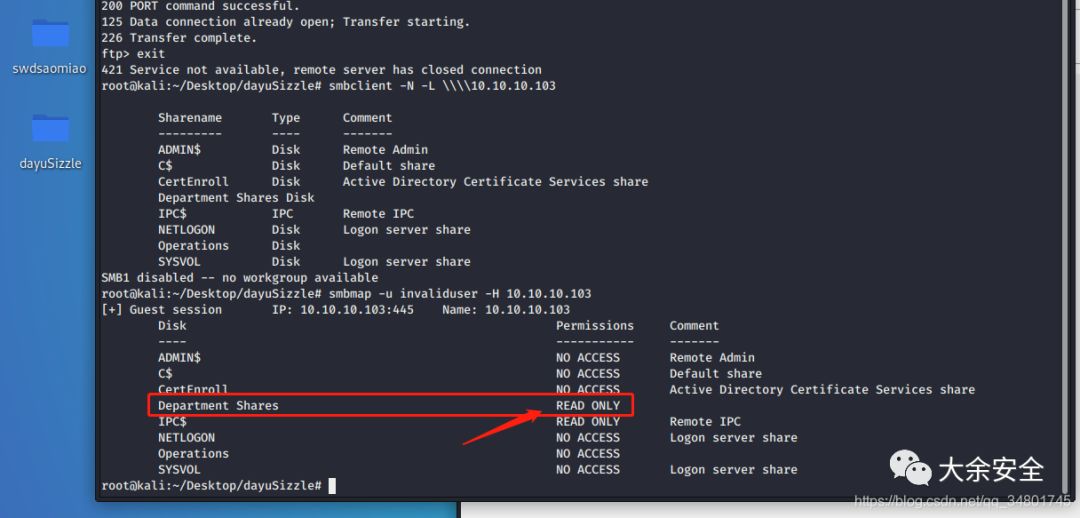 200 PORT command successful.
125 Data connection already open; Transfer starting.
226 Transfer complete.
ftp> exit
421 Service not available, remote server has closed connection
root@kali:~/Desktop/dayuSizzle# smbclient -N -L \\\\10.10.10.103
Sharename Type Comment
--------- ---- -------
ADMIN$ Disk Remote Admin
C$ Disk Default share
CertEnroll Disk Active Directory Certificate Services share
Department Shares Disk
IPC$ IPC Remote IPC
NETLOGON Disk Logon server share
Operations Disk
SYSVOL Disk Logon server share
SMB1 disabled -- no workgroup available
root@kali:~/Desktop/dayuSizzle# smbmap -u invaliduser -H 10.10.10.103
[+] Guest session IP: 10.10.10.103:445 Name: 10.10.10.103
Disk Permissions Comment
---- ----------- -------
ADMIN$ NO ACCESS Remote Admin
C$ NO ACCESS Default share
CertEnroll NO ACCESS Active Directory Certificate Services share
Department Shares READ ONLY
IPC$ READ ONLY Remote IPC
NETLOGON NO ACCESS Logon server share
Operations NO ACCESS
SYSVOL NO ACCESS Logon server share
root@kali:~/Desktop/dayuSizzle#
swdsaomiao
dayuSizzle
大余安全
https://blog.csdn.net/qq_34801745